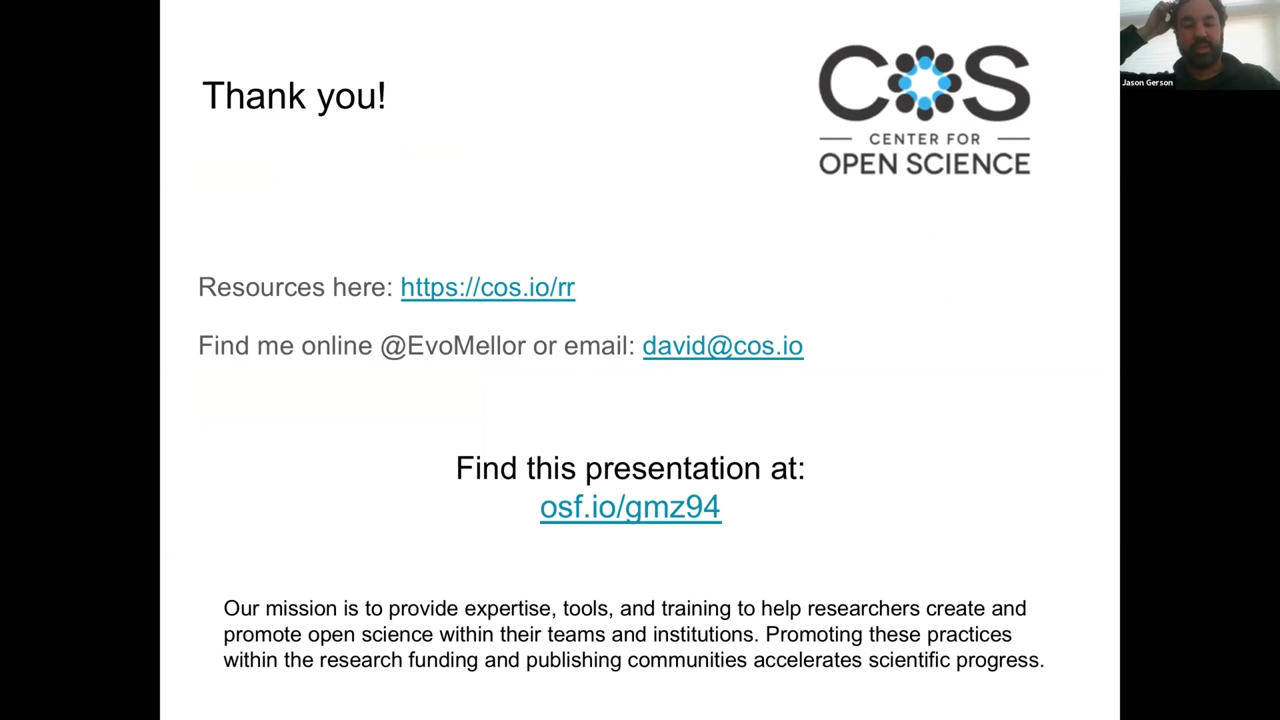 Thank you!
COS
CENTER FOR
OPEN SCIENCE
Jason Gerson
Resources here: https://cos.io/rr
Find me online @EvoMellor or email: david@cos.io
Find this presentation at:
osf.io/gmz94
Our mission is to provide expertise, tools, and training to help researchers create and
promote open science within their teams and institutions. Promoting these practices
within the research funding and publishing communities accelerates scientific progress.